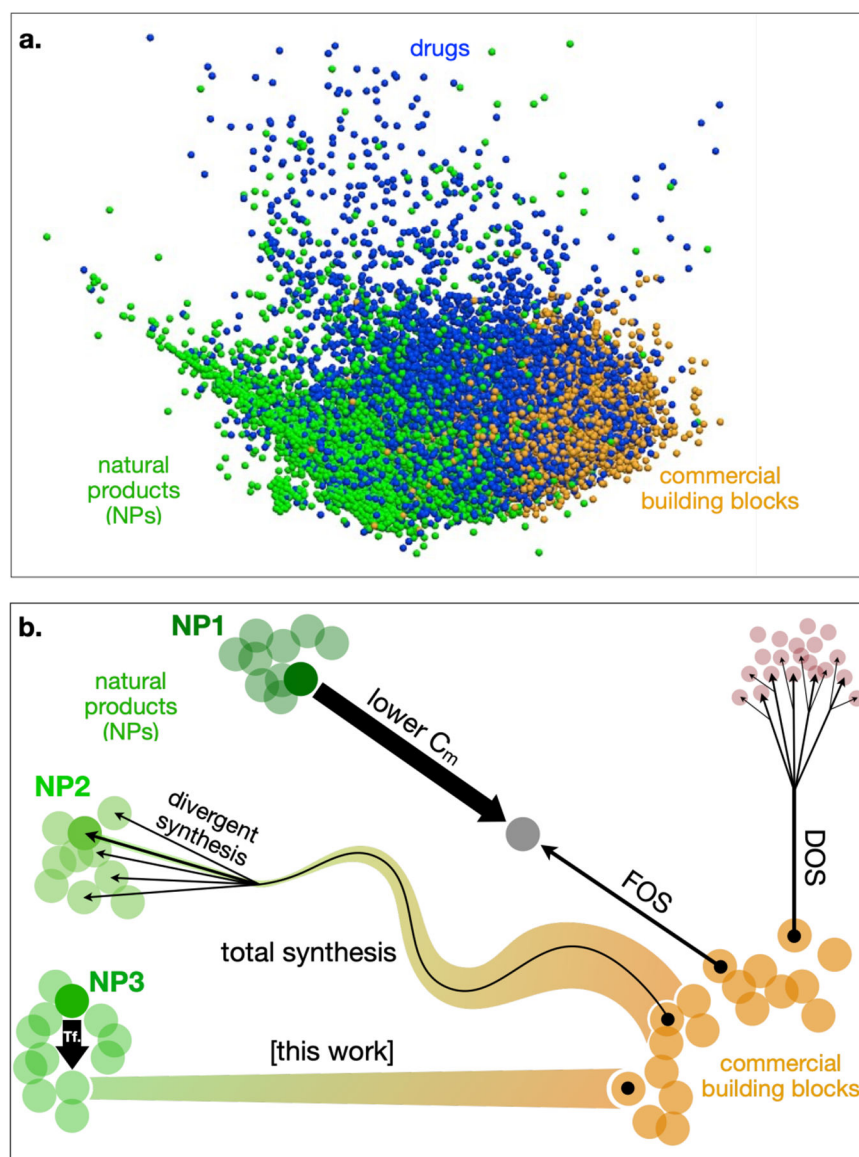 a.
drugs
natural
products
(NPs)
commercial
building blocks
b.
NP1
natural
products
(NPs)
lower Cₘ
NP2
divergent
synthesis
FOS
DOS
total synthesis
NP3
Tf.
[this work]
commercial
building blocks